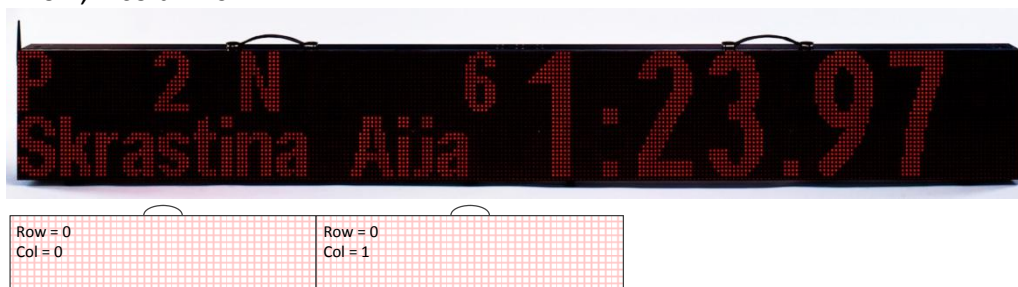 P 2 N 6 1:23.97
Skrastina Aija
Row = 0 Row = 0
Col = 0 Col = 1